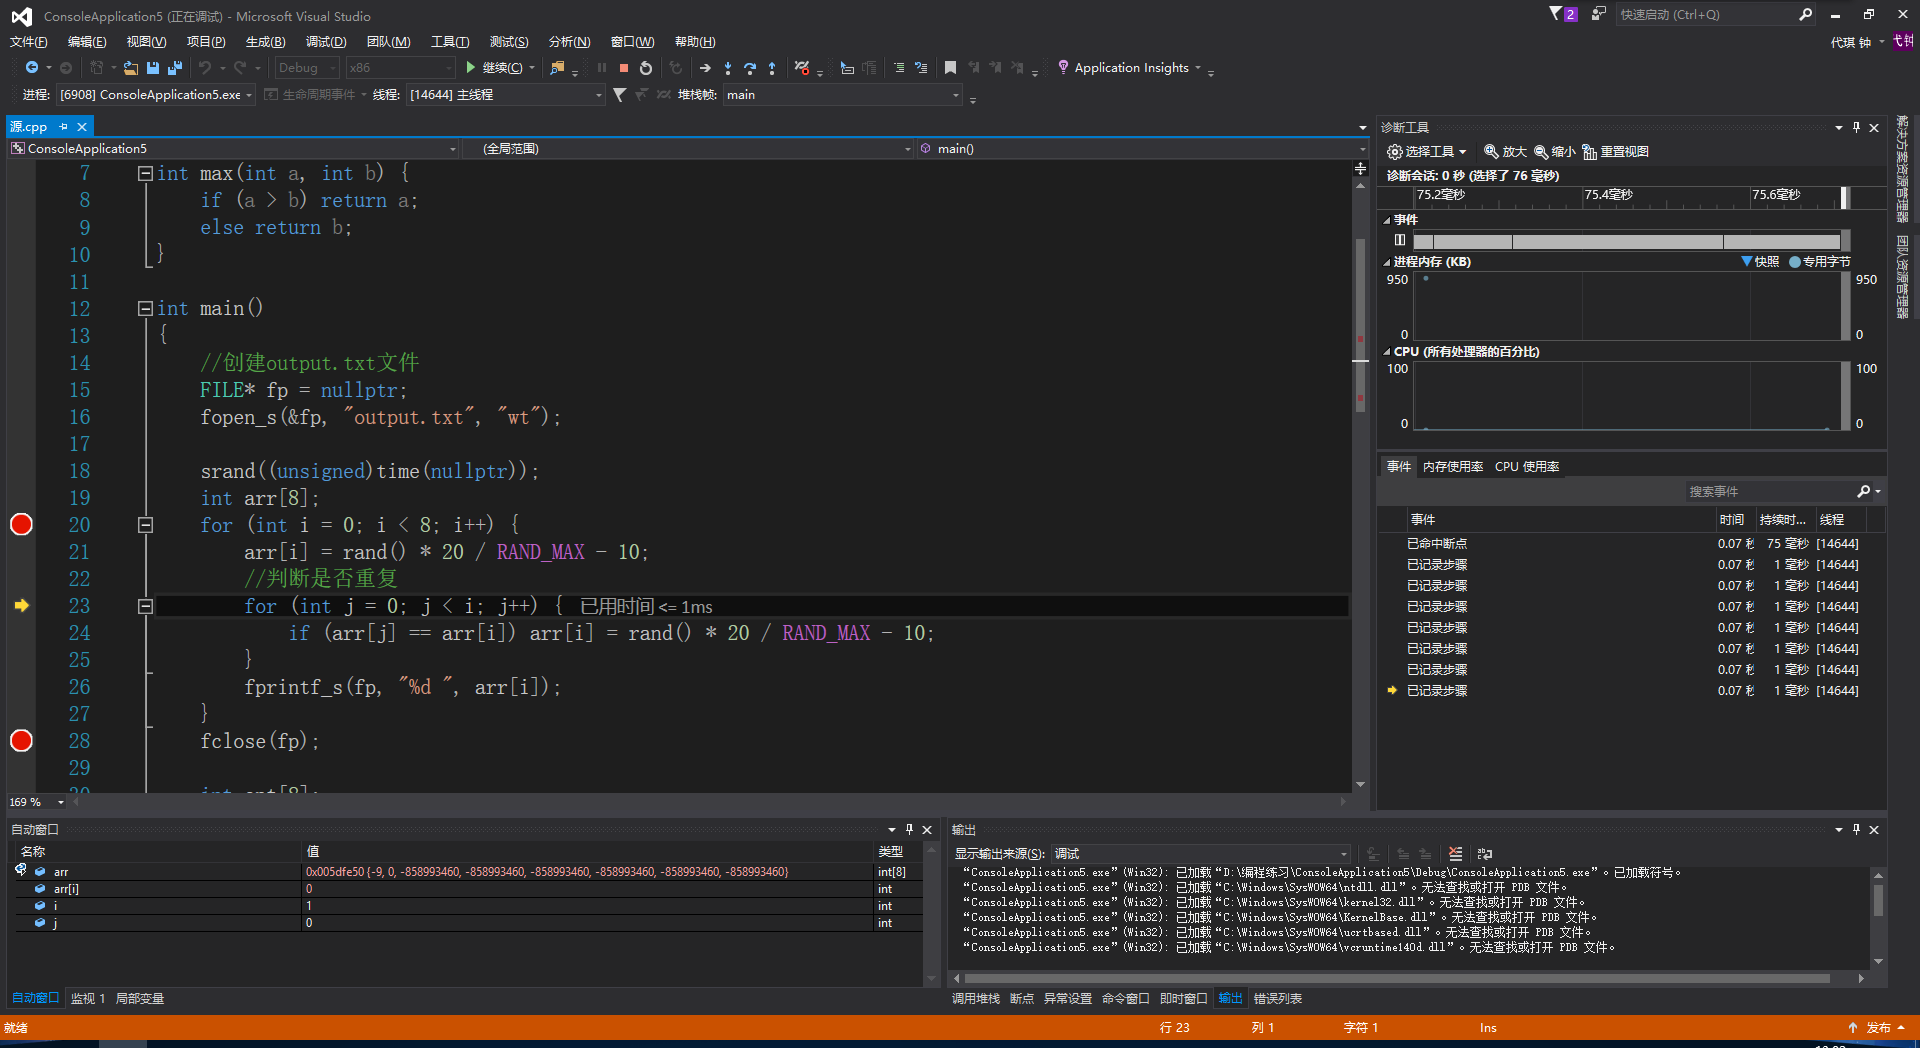 ConsoleApplication5 (正在调试) - Microsoft Visual Studio
2
快速启动 (Ctrl+Q)
文件(F) 编辑(E) 视图(V) 项目(P) 生成(B) 调试(D) 团队(M) 工具(T) 测试(S) 分析(N) 窗口(W) 帮助(H)
代琪 钟
Debug x86 继续(C) Application Insights
进程: [6908] ConsoleApplication5.exe 生命周期事件 线程: [14644] 主线程 堆栈帧: main
源.cpp
ConsoleApplication5 (全局范围) main()
7 int max(int a, int b) {
8 if (a > b) return a;
9 else return b;
10 }
11
12 int main()
13 {
14 //创建output.txt文件
15 FILE* fp = nullptr;
16 fopen_s(&fp, "output.txt", "wt");
17
18 srand((unsigned)time(nullptr));
19 int arr[8];
20 for (int i = 0; i < 8; i++) {
21 arr[i] = rand() * 20 / RAND_MAX - 10;
22 //判断是否重复
23 for (int j = 0; j < i; j++) { 已用时间 <= 1ms
24 if (arr[j] == arr[i]) arr[i] = rand() * 20 / RAND_MAX - 10;
25 }
26 fprintf_s(fp, "%d ", arr[i]);
27 }
28 fclose(fp);
29
169 %
诊断工具
选择工具 放大 缩小 重置视图
诊断会话: 0 秒 (选择了 76 毫秒)
75.2毫秒 75.4毫秒 75.6毫秒
事件
进程内存 (KB) 快照 专用字节
950 950
0 0
CPU (所有处理器的百分比)
100 100
0 0
事件 内存使用率 CPU 使用率
搜索事件
事件 时间 持续时... 线程
已命中断点 0.07 秒 75 毫秒 [14644]
已记录步骤 0.07 秒 1 毫秒 [14644]
已记录步骤 0.07 秒 1 毫秒 [14644]
已记录步骤 0.07 秒 1 毫秒 [14644]
已记录步骤 0.07 秒 1 毫秒 [14644]
已记录步骤 0.07 秒 1 毫秒 [14644]
已记录步骤 0.07 秒 1 毫秒 [14644]
已记录步骤 0.07 秒 1 毫秒 [14644]
解决方案资源管理器
团队资源管理器
自动窗口
名称 值 类型
arr 0x005dfe50 {-9, 0, -858993460, -858993460, -858993460, -858993460, -858993460, -858993460} int[8]
arr[i] 0 int
i 1 int
j 0 int
自动窗口 监视 1 局部变量
输出
显示输出来源(S): 调试
“ConsoleApplication5.exe”(Win32): 已加载“D:\编程练习\ConsoleApplication5\Debug\ConsoleApplication5.exe”。已加载符号。
“ConsoleApplication5.exe”(Win32): 已加载“C:\Windows\SysWOW64\ntdll.dll”。无法查找或打开 PDB 文件。
“ConsoleApplication5.exe”(Win32): 已加载“C:\Windows\SysWOW64\kernel32.dll”。无法查找或打开 PDB 文件。
“ConsoleApplication5.exe”(Win32): 已加载“C:\Windows\SysWOW64\KernelBase.dll”。无法查找或打开 PDB 文件。
“ConsoleApplication5.exe”(Win32): 已加载“C:\Windows\SysWOW64\ucrtbased.dll”。无法查找或打开 PDB 文件。
“ConsoleApplication5.exe”(Win32): 已加载“C:\Windows\SysWOW64\vcruntime140d.dll”。无法查找或打开 PDB 文件。
调用堆栈 断点 异常设置 命令窗口 即时窗口 输出 错误列表
就绪 行 23 列 1 字符 1 Ins 发布